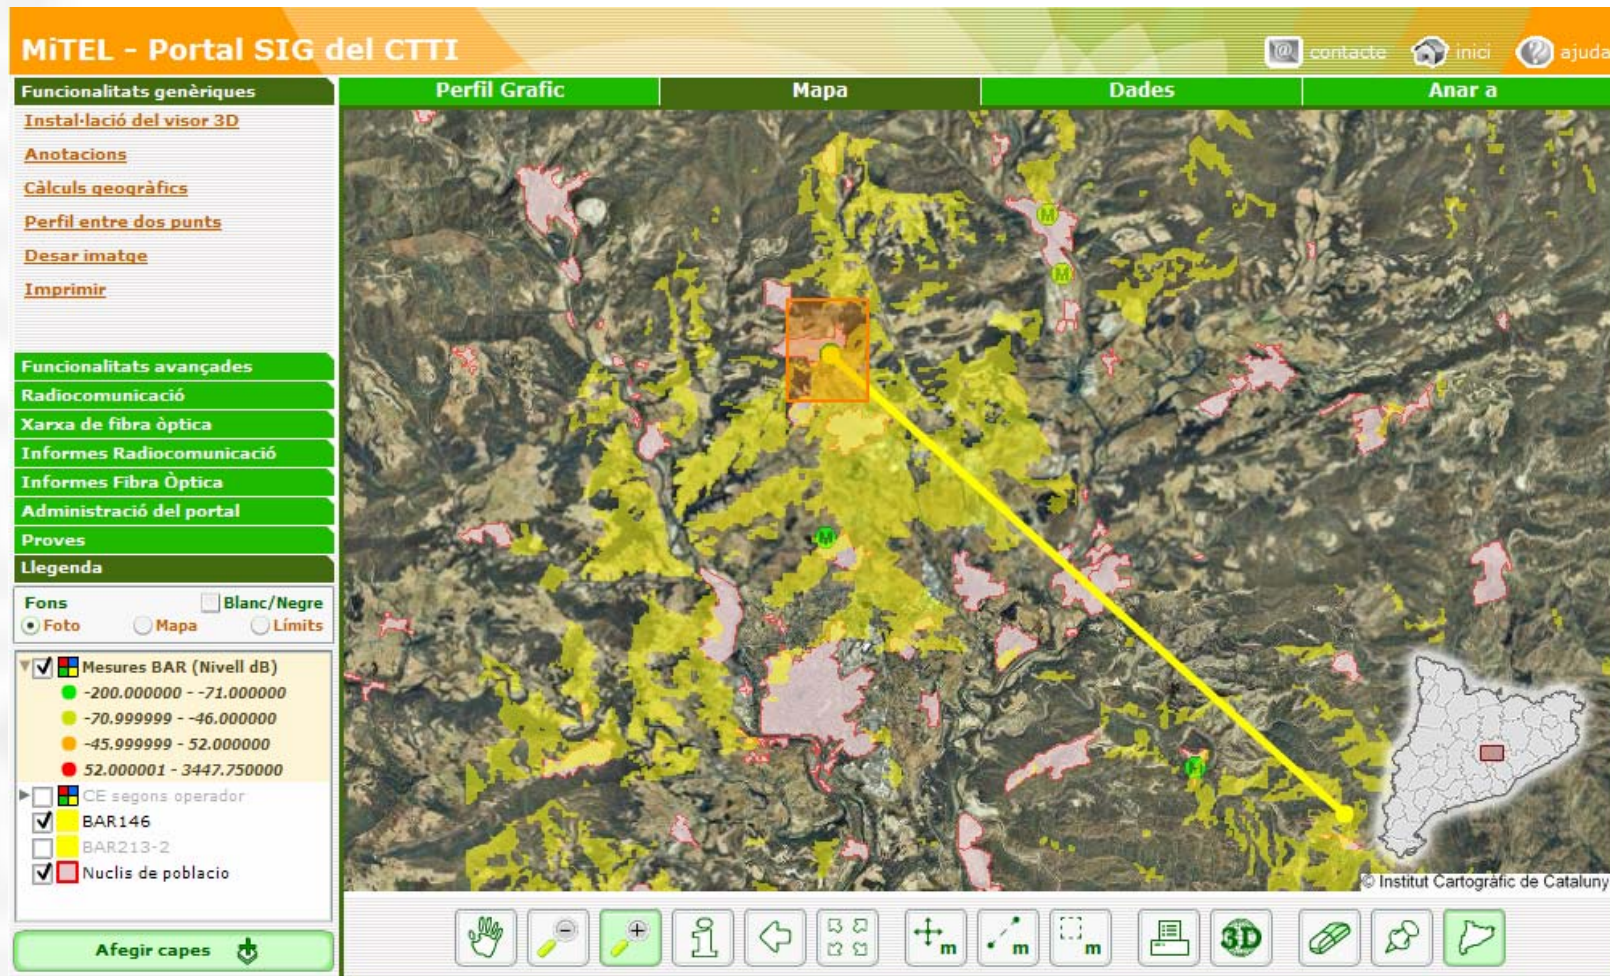 MiTEL - Portal SIG del CTTI
contacte
inici
ajuda
Funcionalitats genèriques
Perfil Grafic
Mapa
Dades
Anar a
Instal·lació del visor 3D
Anotacions
Càlculs geogràfics
Perfil entre dos punts
Desar imatge
Imprimir
Funcionalitats avançades
Radiocomunicació
Xarxa de fibra òptica
Informes Radiocomunicació
Informes Fibra Òptica
Administració del portal
Proves
Llegenda
Fons
Blanc/Negre
Foto
Mapa
Límits
Mesures BAR (Nivell dB)
-200.000000 - -71.000000
-70.999999 - -46.000000
-45.999999 - 52.000000
52.000001 - 3447.750000
CE segons operador
BAR146
BAR213-2
Nuclis de poblacio
Afegir capes
M
M
M
M
© Institut Cartogràfic de Cataluny
m
m
m
3D